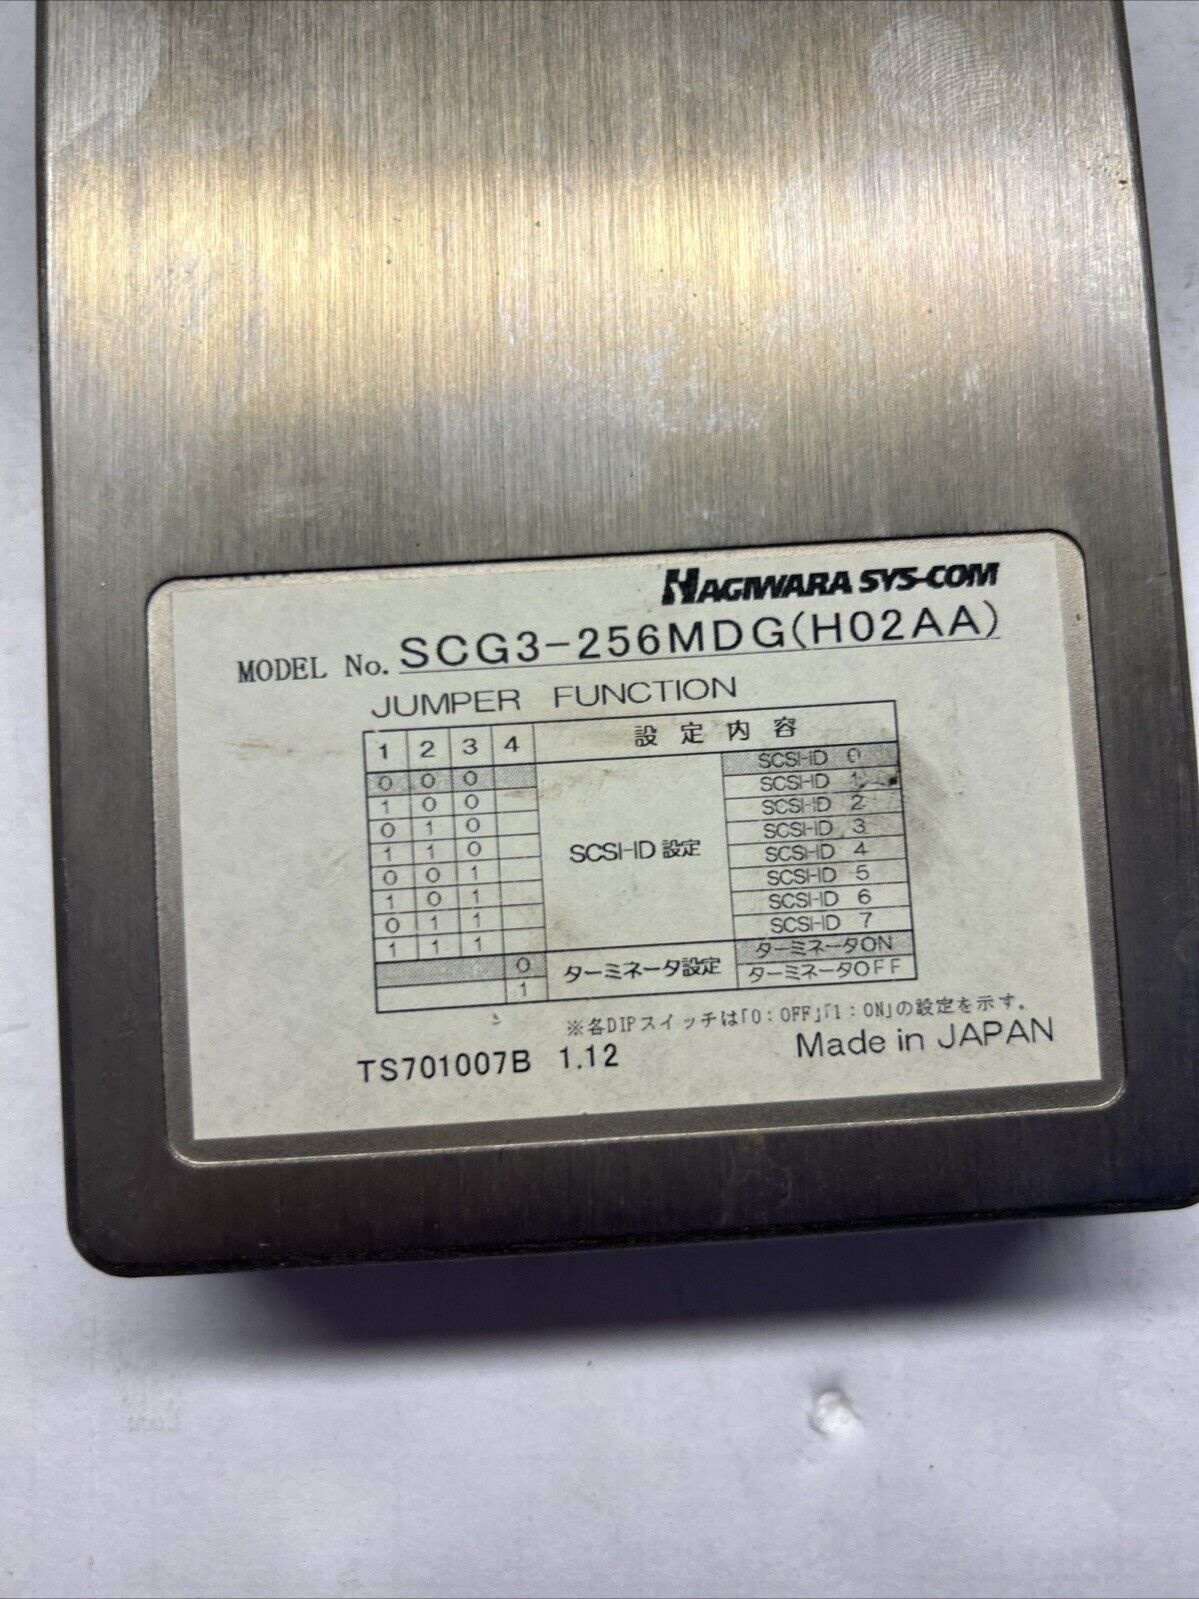 HAGIWARA SYS-COM
MODEL No. SCG3-256MDG(H02AA)
JUMPER FUNCTION
1 2 3 4 設定内容
0 0 0 SCSI-ID 0
1 0 0 SCSI-ID 1
0 1 0 SCSI-ID 2
1 1 0 SCSI-ID 3
0 0 1 SCSI-ID設定 SCSI-ID 4
1 0 1 SCSI-ID 5
0 1 1 SCSI-ID 6
1 1 1 SCSI-ID 7
0 ターミネータ設定 ターミネータON
1 ターミネータOFF
※各DIPスイッチは「0:OFF」「1:ON」の設定を示す。
TS701007B 1.12 Made in JAPAN